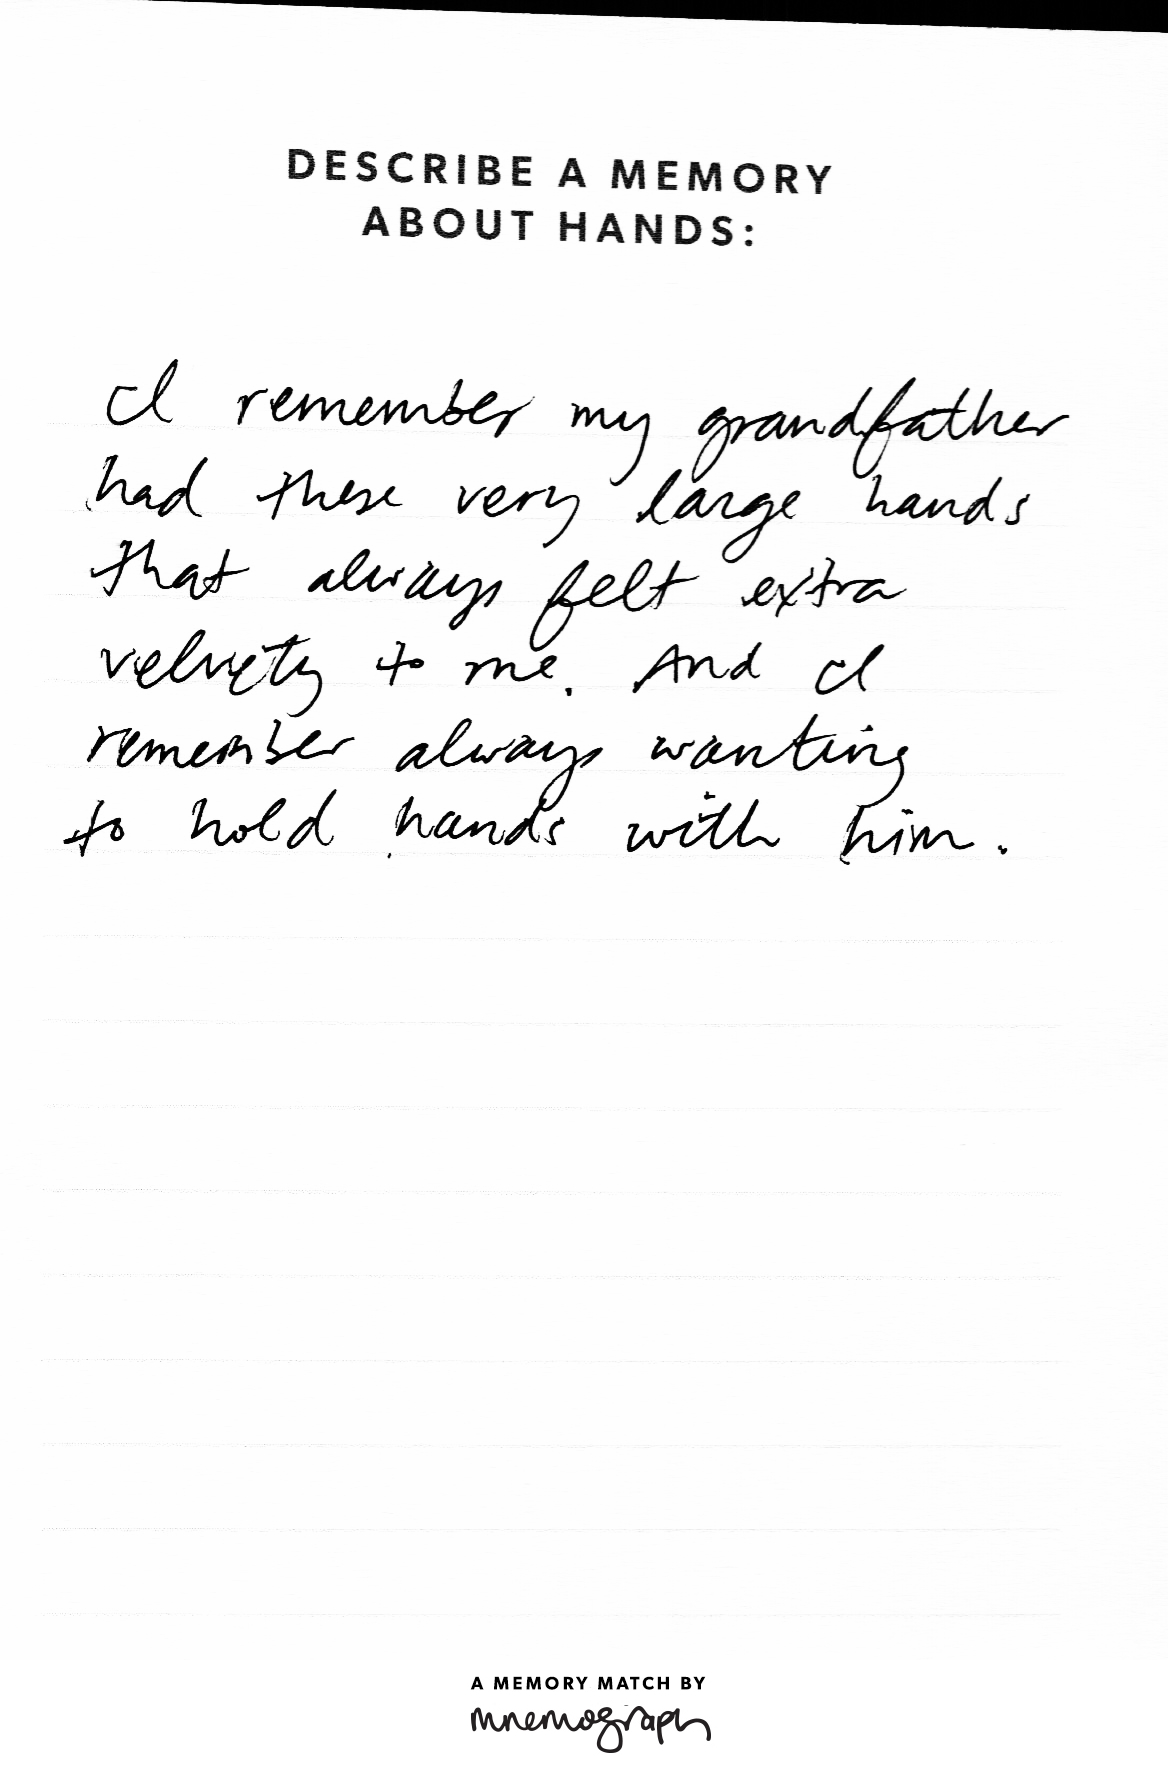 DESCRIBE A MEMORY
ABOUT HANDS:
I remember my grandfather
had these very large hands
that always felt extra
velvety to me. And I
remember always wanting
to hold hands with him.
A MEMORY MATCH BY
mnemograph